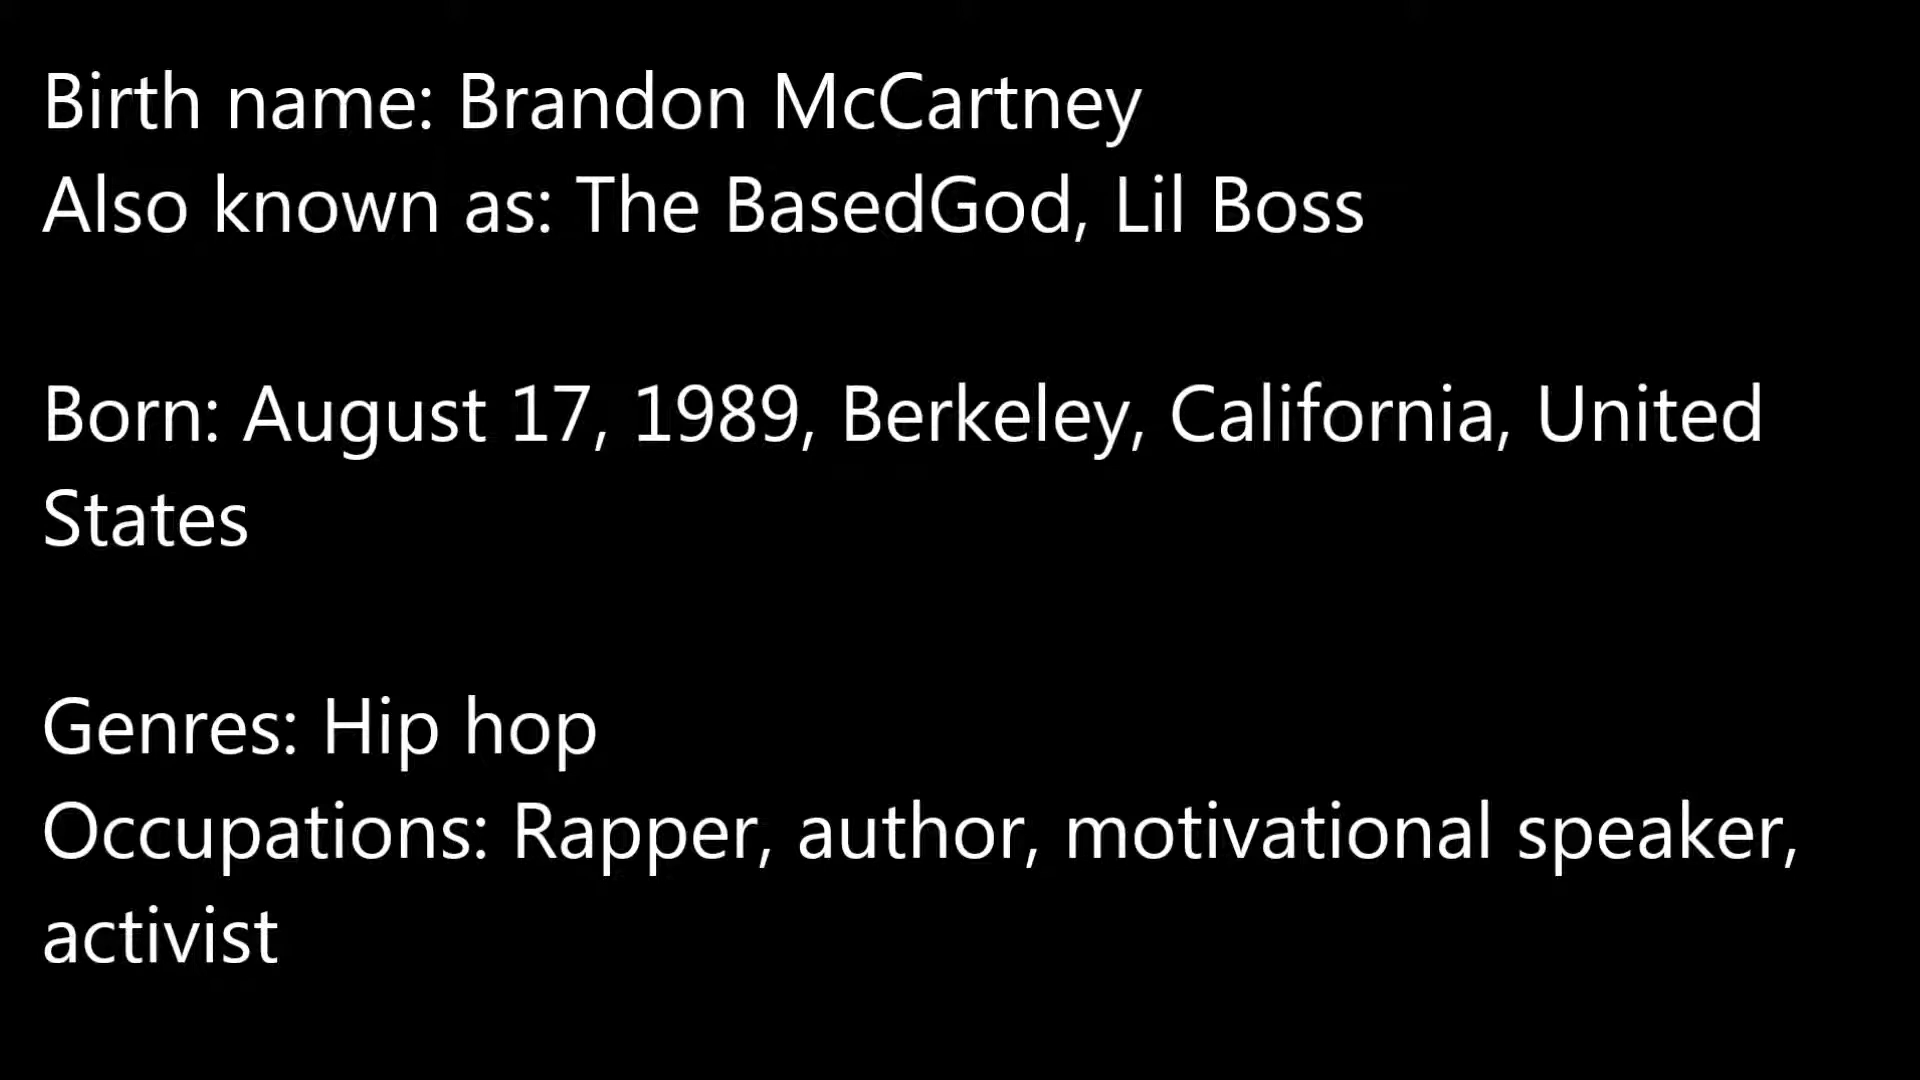 Birth name: Brandon McCartney
Also known as: The BasedGod, Lil Boss
Born: August 17, 1989, Berkeley, California, United
States
Genres: Hip hop
Occupations: Rapper, author, motivational speaker,
activist